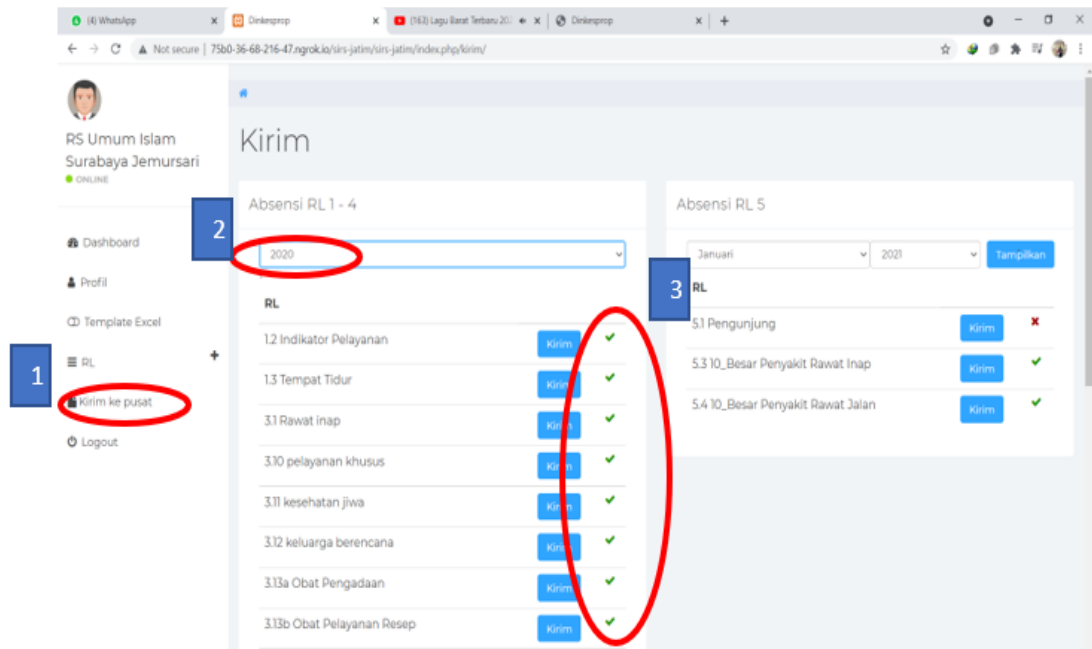 (4) WhatsApp
Dinkesprop
(163) Lagu Barat Terbaru 20
Dinkesprop
Not secure | 75b0-36-68-216-47.ngrok.io/sirs-jatim/sirs-jatim/index.php/kirim/
RS Umum Islam
Surabaya Jemursari
ONLINE
Dashboard
Profil
Template Excel
RL
1
Kirim ke pusat
Logout
Kirim
Absensi RL 1 - 4
2
2020
RL
1.2 Indikator Pelayanan Kirim
1.3 Tempat Tidur Kirim
3.1 Rawat inap Kirim
3.10 pelayanan khusus Kirim
3.11 kesehatan jiwa Kirim
3.12 keluarga berencana Kirim
3.13a Obat Pengadaan Kirim
3.13b Obat Pelayanan Resep Kirim
Absensi RL 5
Januari 2021 Tampilkan
3
RL
5.1 Pengunjung Kirim
5.3 10_Besar Penyakit Rawat Inap Kirim
5.4 10_Besar Penyakit Rawat Jalan Kirim